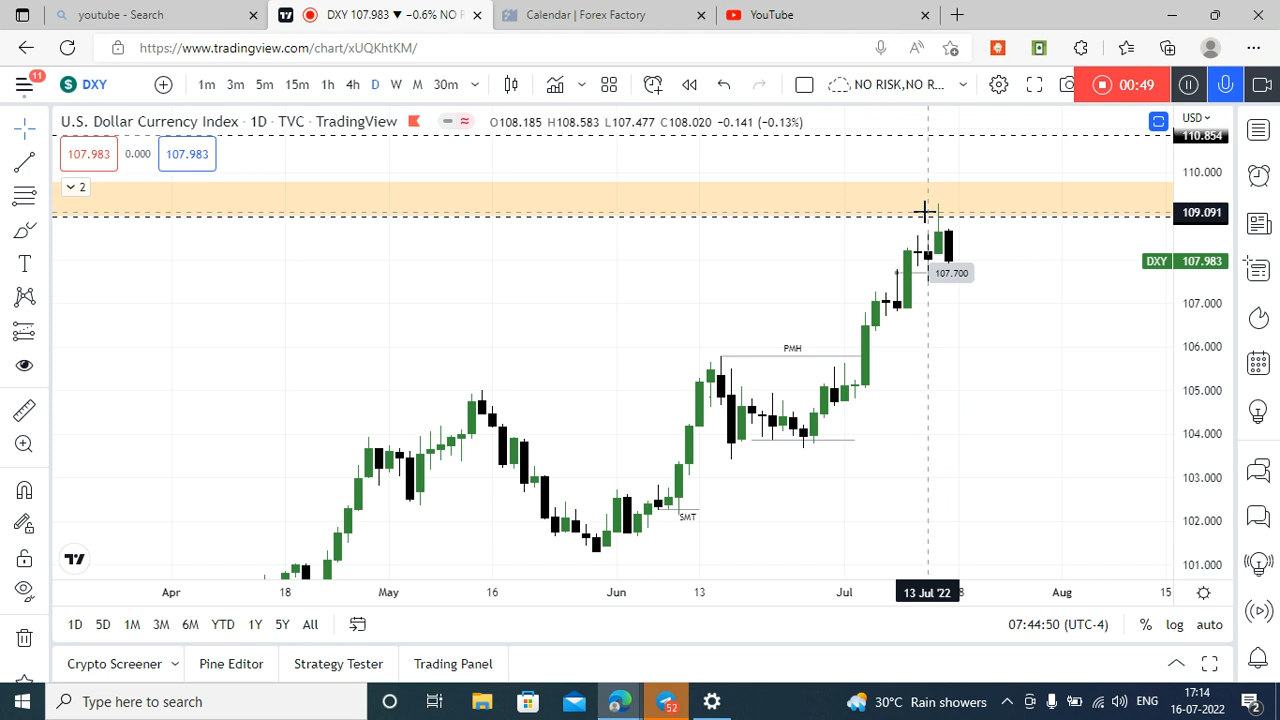 youtube - Search
DXY 107.983 ▼ −0.6% NO F
Calendar | Forex Factory
YouTube
https://www.tradingview.com/chart/xUQKhtKM/
11
DXY
1m 3m 5m 15m 1h 4h D W M 30m
NO RISK,NO R...
00:49
U.S. Dollar Currency Index · 1D · TVC · TradingView
O108.185 H108.583 L107.477 C108.020 −0.141 (−0.13%)
USD
107.983
0.000
107.983
2
110.854
110.000
109.091
DXY 107.983
107.700
107.000
106.000
105.000
104.000
103.000
102.000
101.000
PMH
SMT
Apr 18 May 16 Jun 13 Jul 13 Jul '22 8 Aug 15
1D 5D 1M 3M 6M YTD 1Y 5Y All
07:44:50 (UTC-4) % log auto
Crypto Screener Pine Editor Strategy Tester Trading Panel
Type here to search
52
30°C Rain showers
ENG
17:14
16-07-2022
2